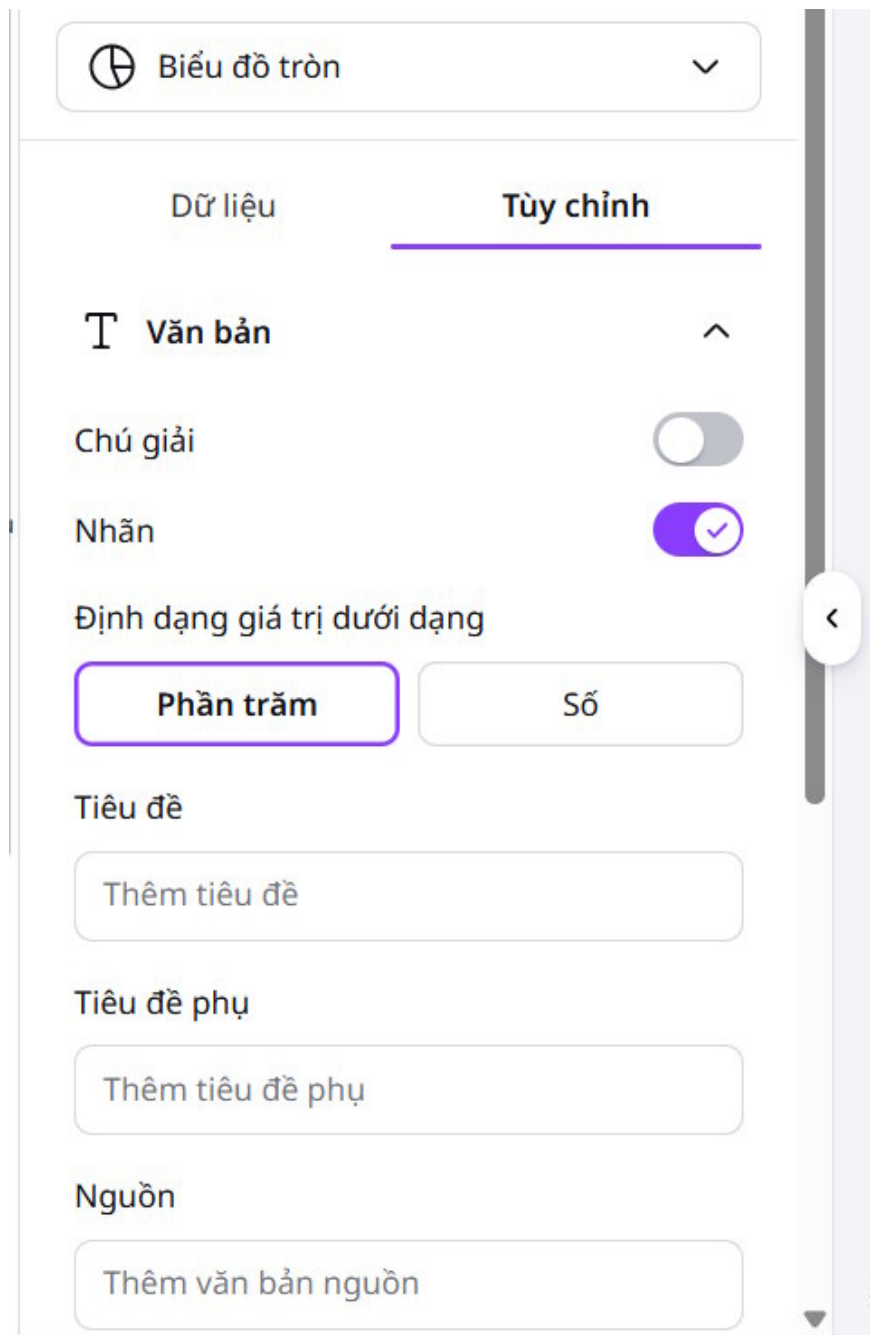 Biểu đồ tròn
Dữ liệu
Tùy chỉnh
Văn bản
Chú giải
Nhãn
Định dạng giá trị dưới dạng
Phần trăm
Số
Tiêu đề
Thêm tiêu đề
Tiêu đề phụ
Thêm tiêu đề phụ
Nguồn
Thêm văn bản nguồn